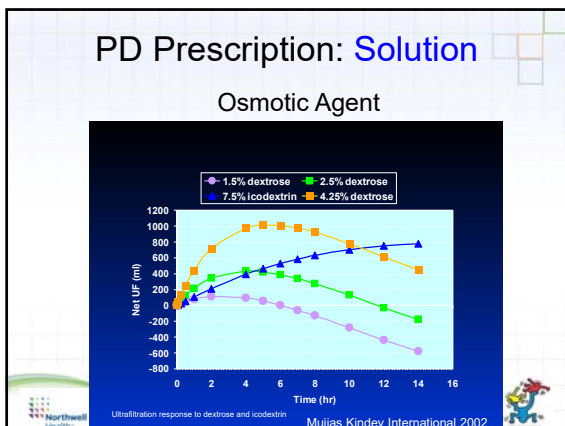 PD Prescription: Solution
Osmotic Agent
1.5% dextrose 2.5% dextrose
7.5% icodextrin 4.25% dextrose
1200
1000
800
600
400
200
0
-200
-400
-600
-800
Net UF (ml)
0 2 4 6 8 10 12 14 16
Time (hr)
Ultrafiltration response to dextrose and icodextrin
Mujias Kindey International 2002
Northwell